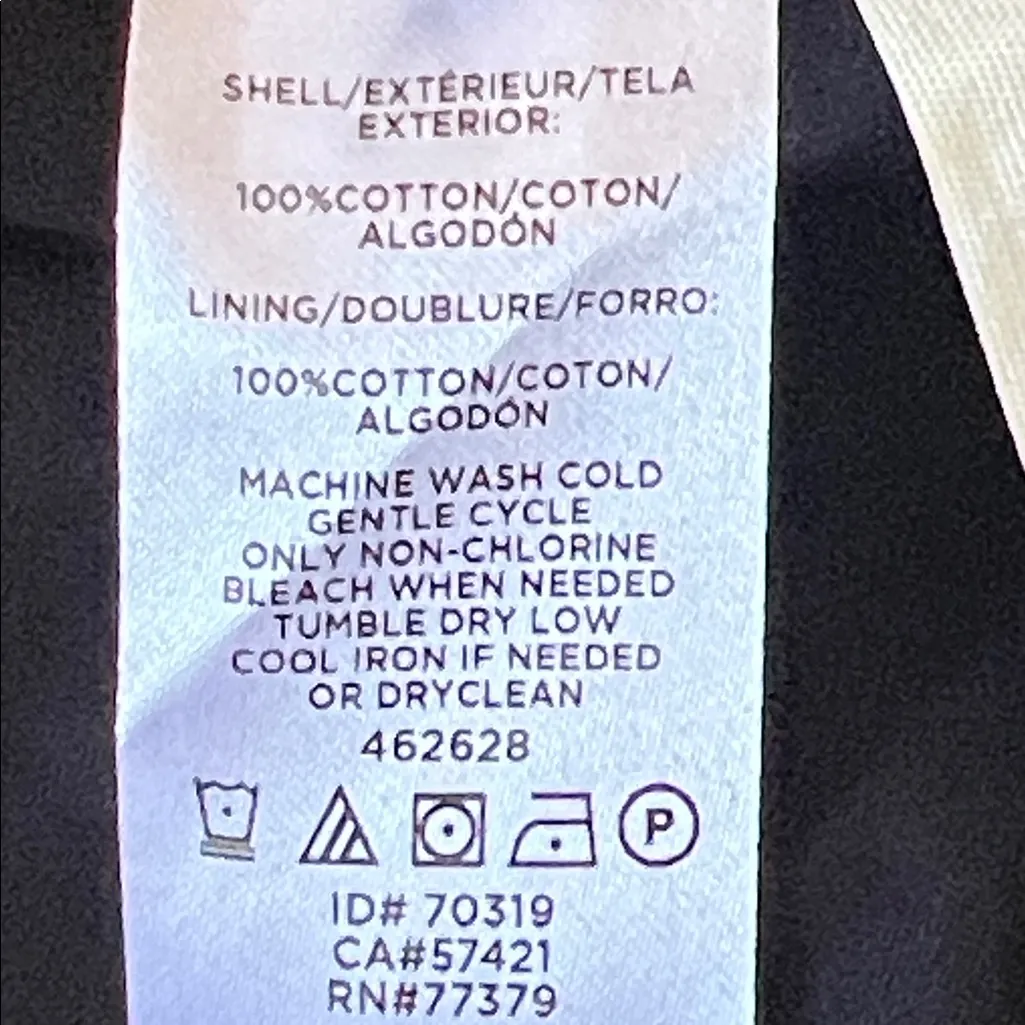 SHELL/EXTÉRIEUR/TELA
EXTERIOR:
100%COTTON/COTON/
ALGODÓN
LINING/DOUBLURE/FORRO:
100%COTTON/COTON/
ALGODÓN
MACHINE WASH COLD
GENTLE CYCLE
ONLY NON-CHLORINE
BLEACH WHEN NEEDED
TUMBLE DRY LOW
COOL IRON IF NEEDED
OR DRYCLEAN
462628
P
ID# 70319
CA#57421
RN#77379